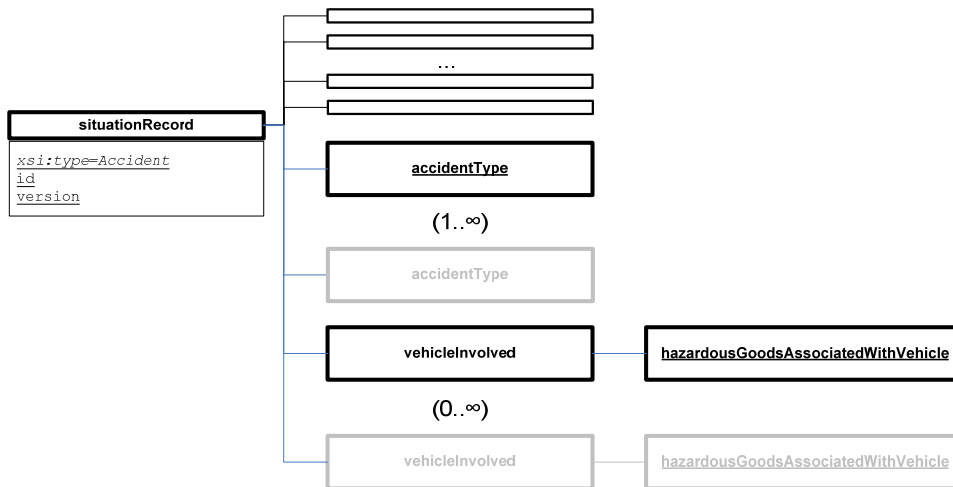 ...
situationRecord
xsi:type=Accident
id
version
accidentType
(1..∞)
accidentType
vehicleInvolved
hazardousGoodsAssociatedWithVehicle
(0..∞)
vehicleInvolved
hazardousGoodsAssociatedWithVehicle